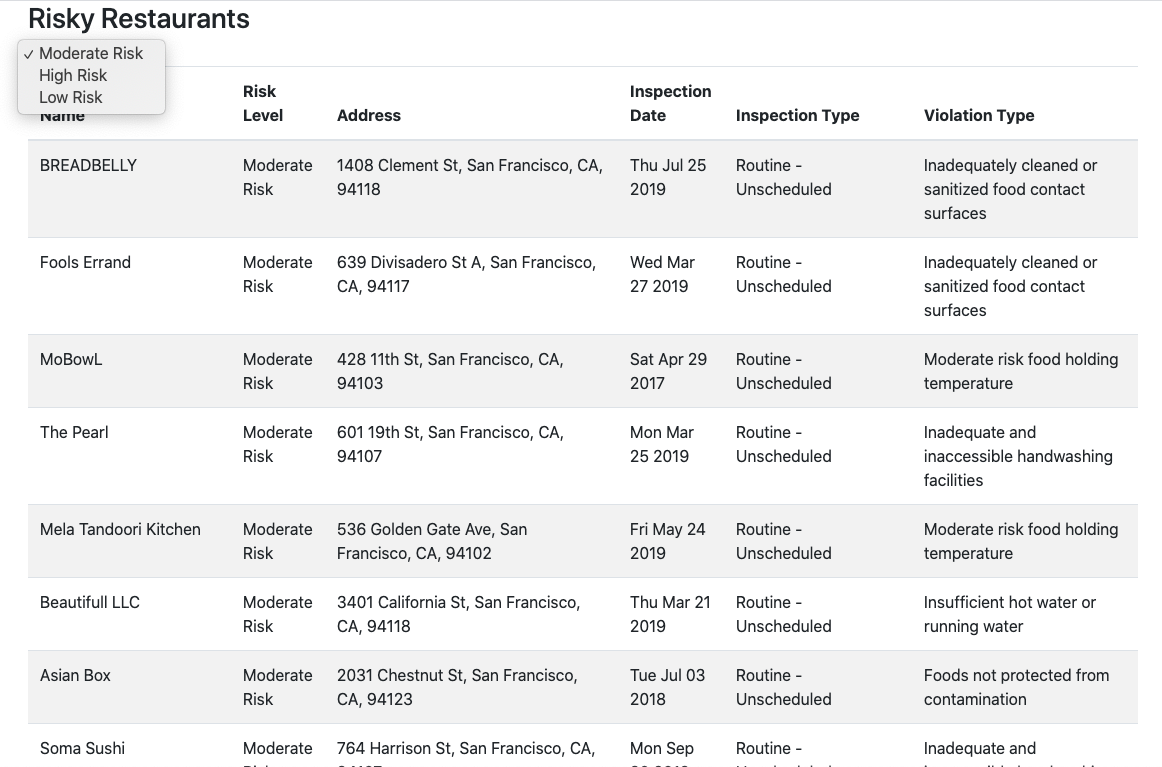 Risky Restaurants
✓ Moderate Risk
High Risk
Low Risk
Name
Risk
Level
Address
Inspection
Date
Inspection Type
Violation Type
BREADBELLY
Moderate
Risk
1408 Clement St, San Francisco, CA,
94118
Thu Jul 25
2019
Routine -
Unscheduled
Inadequately cleaned or
sanitized food contact
surfaces
Fools Errand
Moderate
Risk
639 Divisadero St A, San Francisco,
CA, 94117
Wed Mar
27 2019
Routine -
Unscheduled
Inadequately cleaned or
sanitized food contact
surfaces
MoBowL
Moderate
Risk
428 11th St, San Francisco, CA,
94103
Sat Apr 29
2017
Routine -
Unscheduled
Moderate risk food holding
temperature
The Pearl
Moderate
Risk
601 19th St, San Francisco, CA,
94107
Mon Mar
25 2019
Routine -
Unscheduled
Inadequate and
inaccessible handwashing
facilities
Mela Tandoori Kitchen
Moderate
Risk
536 Golden Gate Ave, San
Francisco, CA, 94102
Fri May 24
2019
Routine -
Unscheduled
Moderate risk food holding
temperature
Beautifull LLC
Moderate
Risk
3401 California St, San Francisco,
CA, 94118
Thu Mar 21
2019
Routine -
Unscheduled
Insufficient hot water or
running water
Asian Box
Moderate
Risk
2031 Chestnut St, San Francisco,
CA, 94123
Tue Jul 03
2018
Routine -
Unscheduled
Foods not protected from
contamination
Soma Sushi
Moderate
764 Harrison St, San Francisco, CA,
Mon Sep
Routine -
Inadequate and